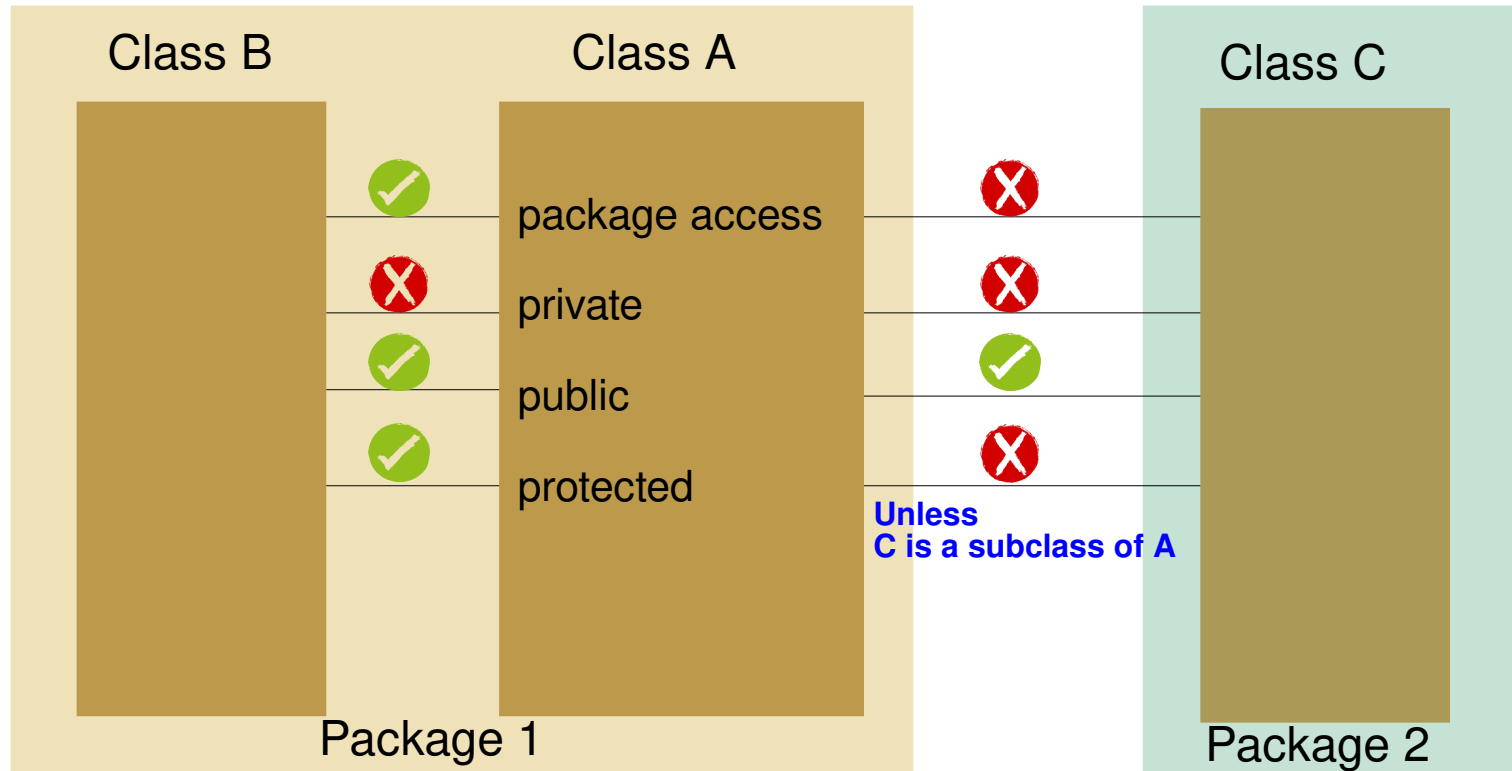 Class B
Class A
Class C
package access
private
public
protected
Unless
C is a subclass of A
Package 1
Package 2